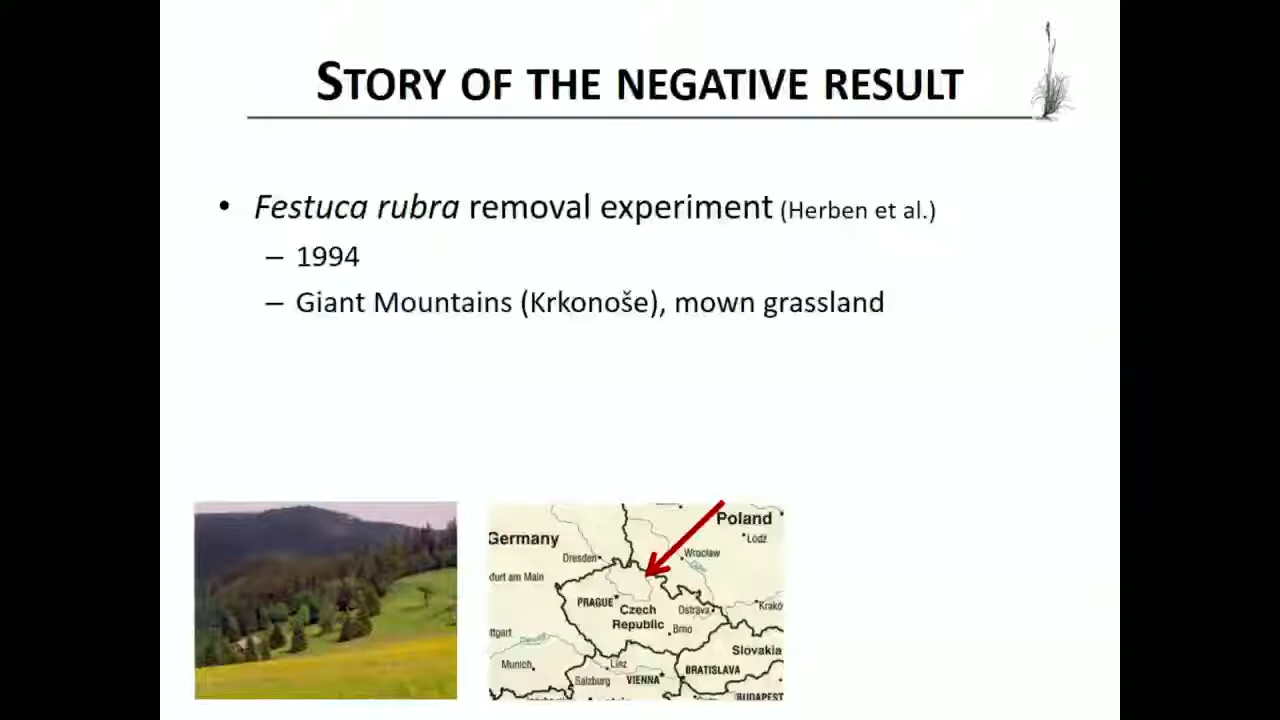 STORY OF THE NEGATIVE RESULT
• Festuca rubra removal experiment (Herben et al.)
– 1994
– Giant Mountains (Krkonoše), mown grassland
Poland
Germany
Łódź
Dresden
Wrocław
kfurt am Main
PRAGUE
Czech
Republic
Ostrava
Krakó
ttgart
Brno
Slovakia
Munich
Linz
BRATISLAVA
Salzburg
VIENNA
BUDAPEST